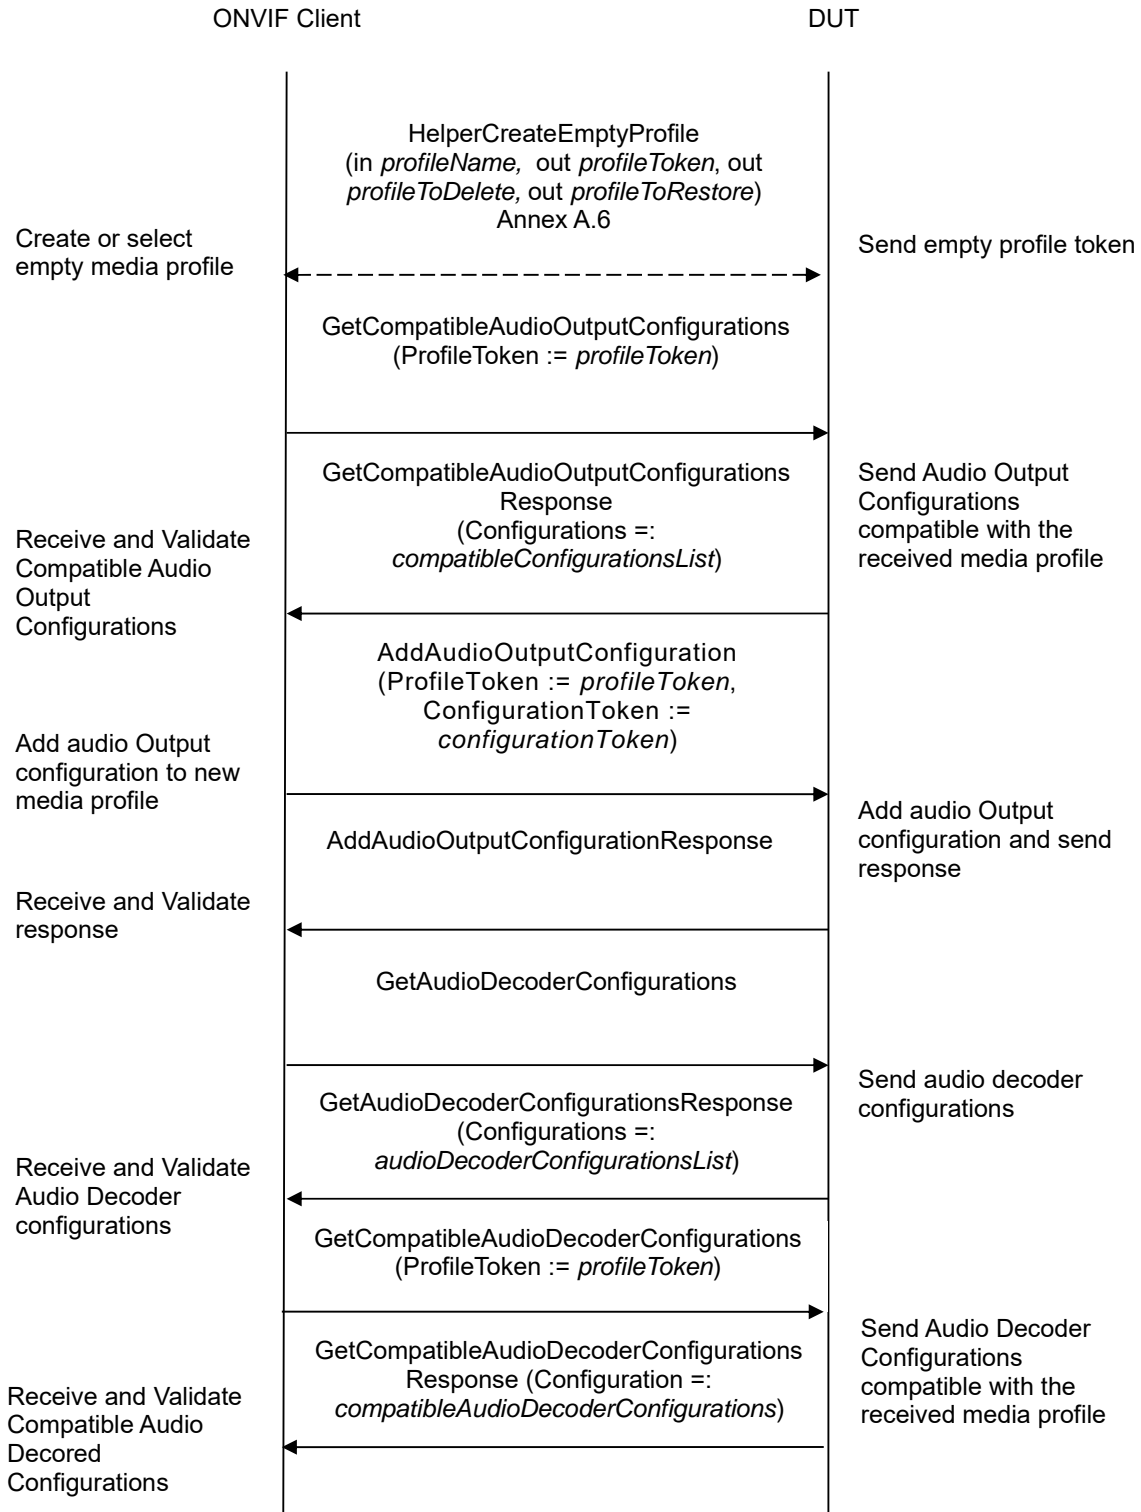 ONVIF Client
DUT
HelperCreateEmptyProfile
(in profileName, out profileToken, out
profileToDelete, out profileToRestore)
Annex A.6
Create or select
empty media profile
Send empty profile token
GetCompatibleAudioOutputConfigurations
(ProfileToken := profileToken)
GetCompatibleAudioOutputConfigurations
Response
(Configurations =:
compatibleConfigurationsList)
Send Audio Output
Configurations
compatible with the
received media profile
Receive and Validate
Compatible Audio
Output
Configurations
AddAudioOutputConfiguration
(ProfileToken := profileToken,
ConfigurationToken :=
configurationToken)
Add audio Output
configuration to new
media profile
Add audio Output
configuration and send
response
AddAudioOutputConfigurationResponse
Receive and Validate
response
GetAudioDecoderConfigurations
Send audio decoder
configurations
GetAudioDecoderConfigurationsResponse
(Configurations =:
audioDecoderConfigurationsList)
Receive and Validate
Audio Decoder
configurations
GetCompatibleAudioDecoderConfigurations
(ProfileToken := profileToken)
Send Audio Decoder
Configurations
compatible with the
received media profile
GetCompatibleAudioDecoderConfigurations
Response (Configuration =:
compatibleAudioDecoderConfigurations)
Receive and Validate
Compatible Audio
Decored
Configurations